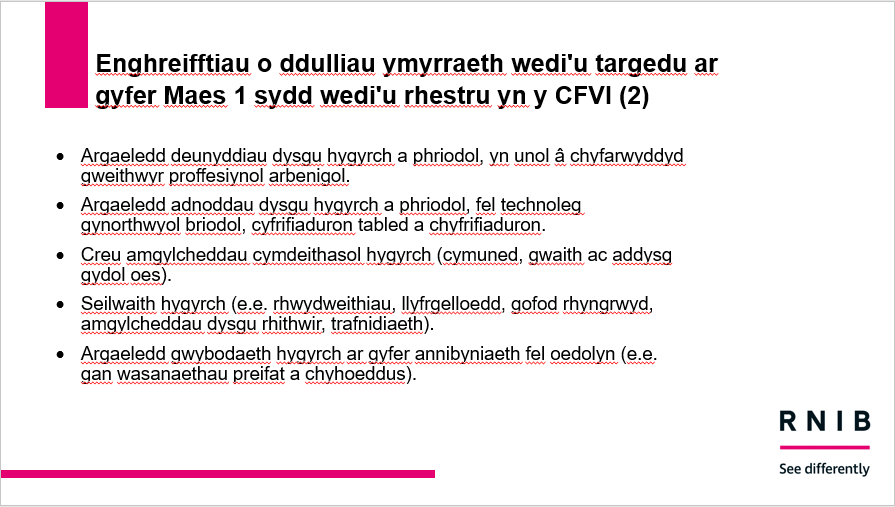 Enghreifftiau o ddulliau ymyrraeth wedi'u targedu ar
gyfer Maes 1 sydd wedi'u rhestru yn y CFVI (2)
• Argaeledd deunyddiau dysgu hygyrch a phriodol, yn unol â chyfarwyddyd
gweithwyr proffesiynol arbenigol.
• Argaeledd adnoddau dysgu hygyrch a phriodol, fel technoleg
gynorthwyol briodol, cyfrifiaduron tabled a chyfrifiaduron.
• Creu amgylcheddau cymdeithasol hygyrch (cymuned, gwaith ac addysg
gydol oes).
• Seilwaith hygyrch (e.e. rhwydweithiau, llyfrgelloedd, gofod rhyngrwyd,
amgylcheddau dysgu rhithwir, trafnidiaeth).
• Argaeledd gwybodaeth hygyrch ar gyfer annibyniaeth fel oedolyn (e.e.
gan wasanaethau preifat a chyhoeddus).
RNIB
See differently